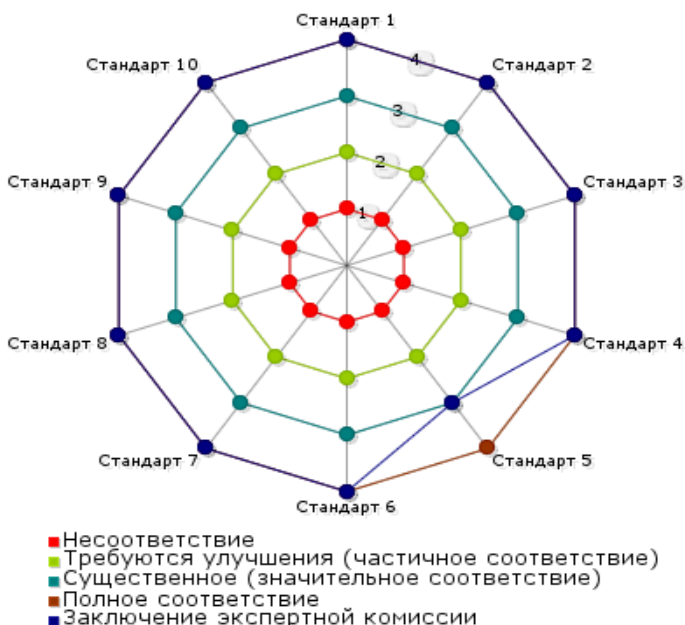 Стандарт 1
4
Стандарт 10
Стандарт 2
3
2
Стандарт 9
Стандарт 3
1
Стандарт 8
Стандарт 4
Стандарт 7
Стандарт 5
Стандарт 6
Несоответствие
Требуются улучшения (частичное соответствие)
Существенное (значительное соответствие)
Полное соответствие
Заключение экспертной комиссии